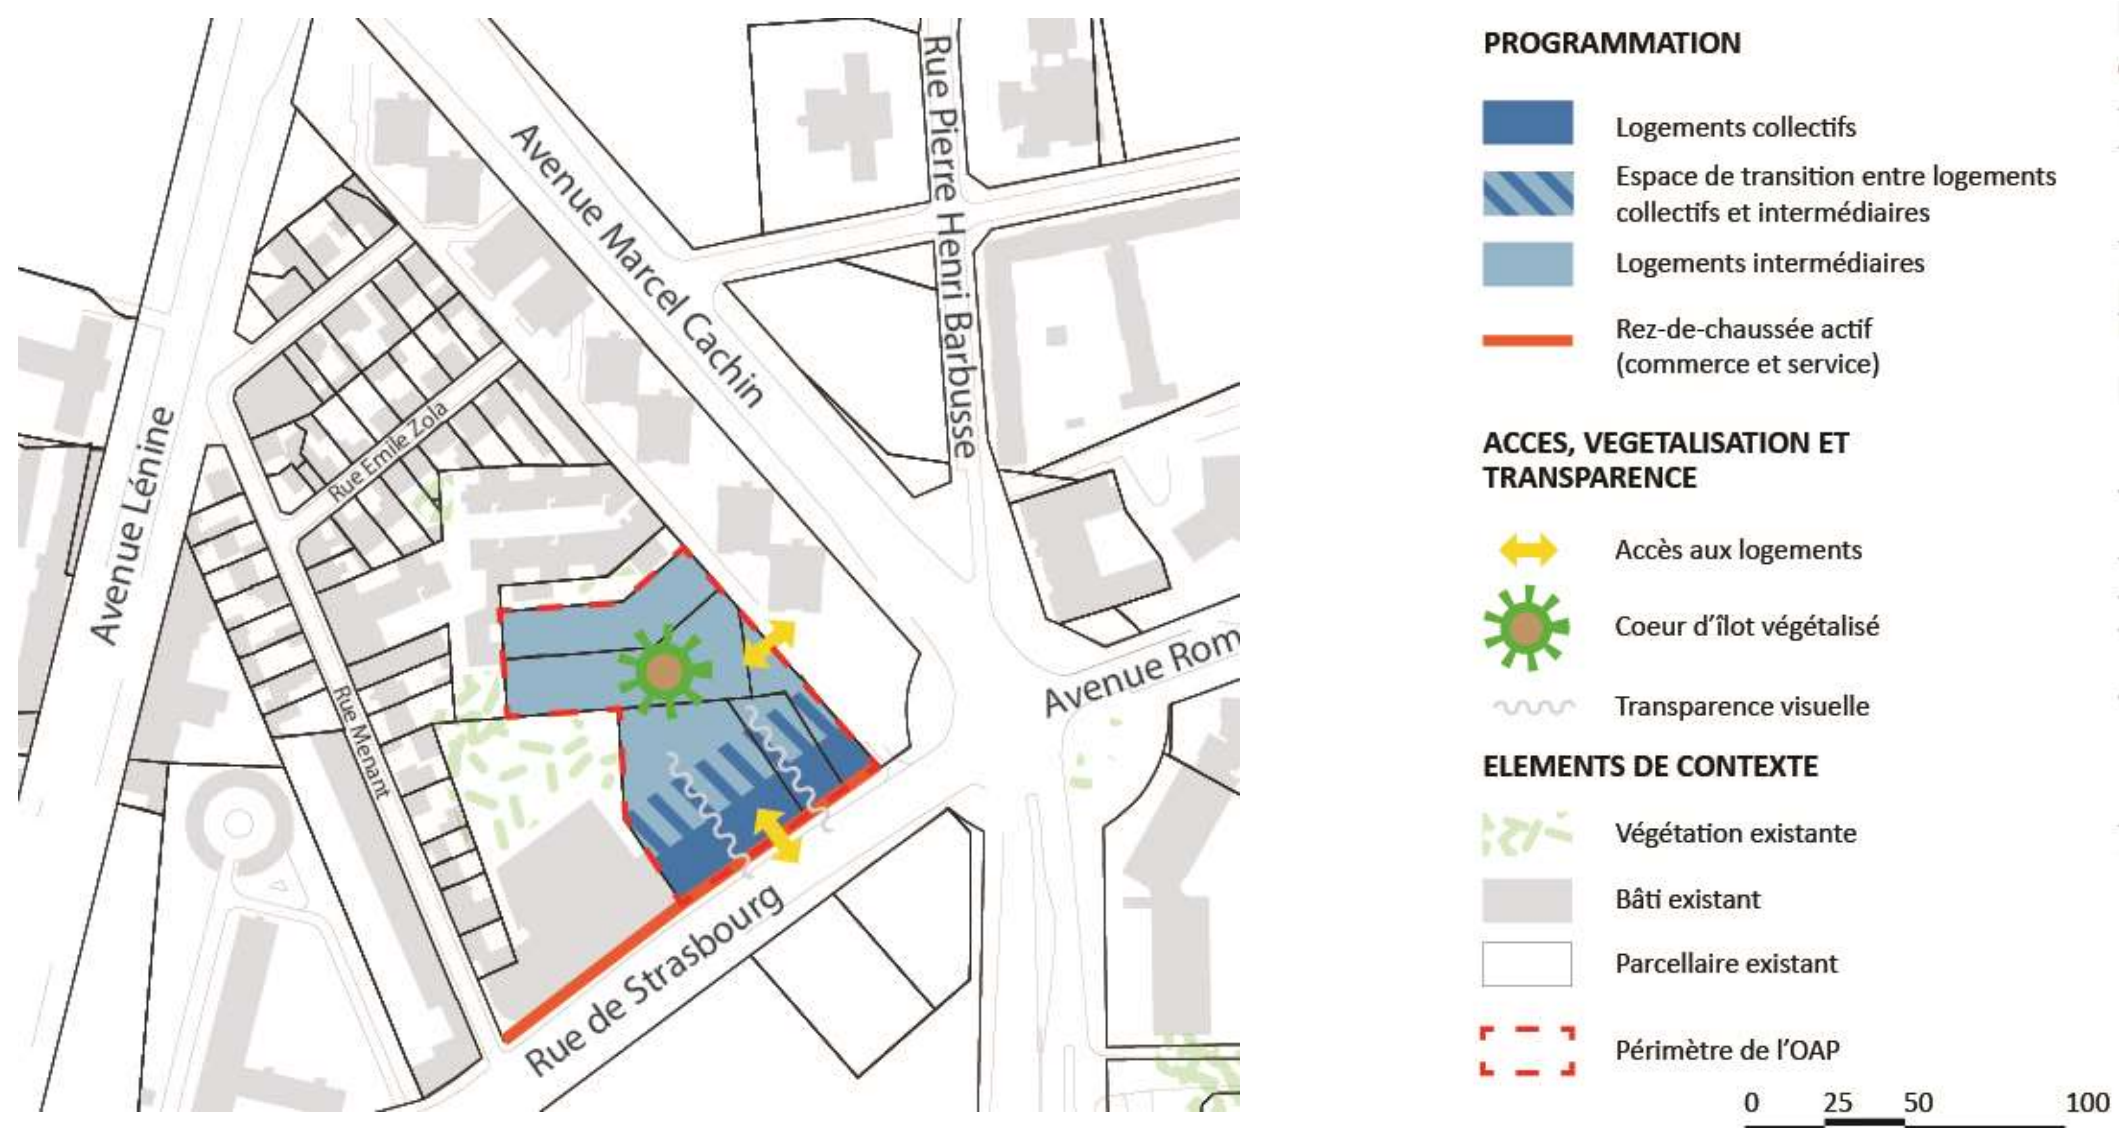 Avenue Lénine
Rue Emile Zola
Rue Menant
Avenue Marcel Cachin
Rue Pierre Henri Barbusse
Avenue Rom
Rue de Strasbourg
PROGRAMMATION
Logements collectifs
Espace de transition entre logements
collectifs et intermédiaires
Logements intermédiaires
Rez-de-chaussée actif
(commerce et service)
ACCES, VEGETALISATION ET
TRANSPARENCE
Accès aux logements
Coeur d'îlot végétalisé
Transparence visuelle
ELEMENTS DE CONTEXTE
Végétation existante
Bâti existant
Parcellaire existant
Périmètre de l'OAP
0 25 50 100